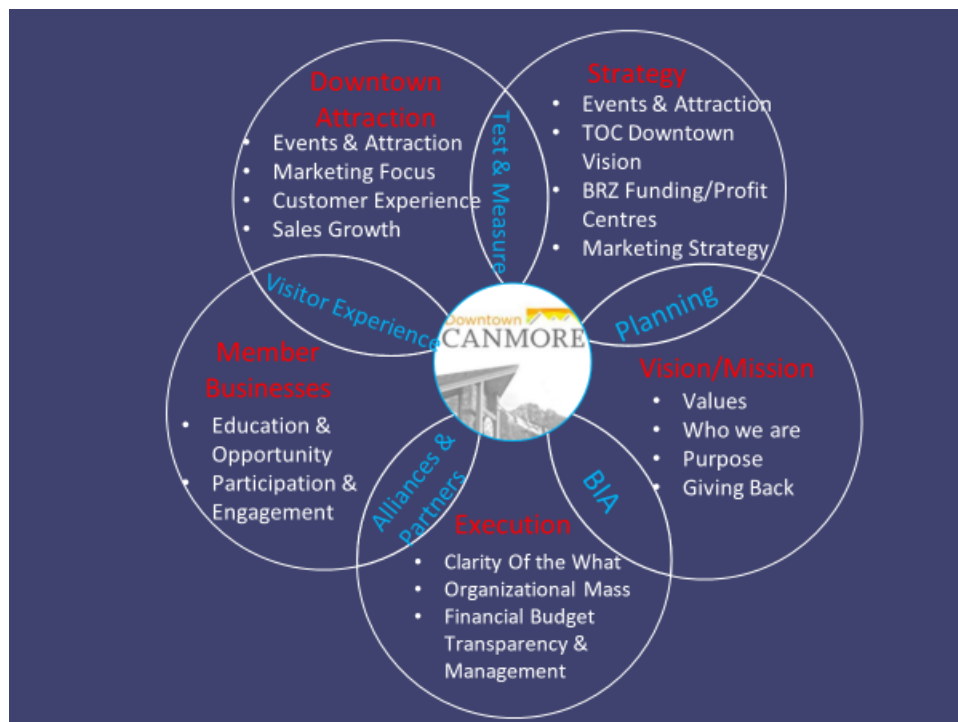 Downtown
Attraction
• Events & Attraction
• Marketing Focus
• Customer Experience
• Sales Growth
Test & Measure
Strategy
• Events & Attraction
• TOC Downtown
Vision
• BRZ Funding/Profit
Centres
• Marketing Strategy
Visitor Experience
Downtown
CANMORE
Planning
Member
Businesses
• Education &
Opportunity
• Participation &
Engagement
Vision/Mission
• Values
• Who we are
• Purpose
• Giving Back
Alliances &
Partners
BIA
Execution
• Clarity Of the What
• Organizational Mass
• Financial Budget
Transparency &
Management